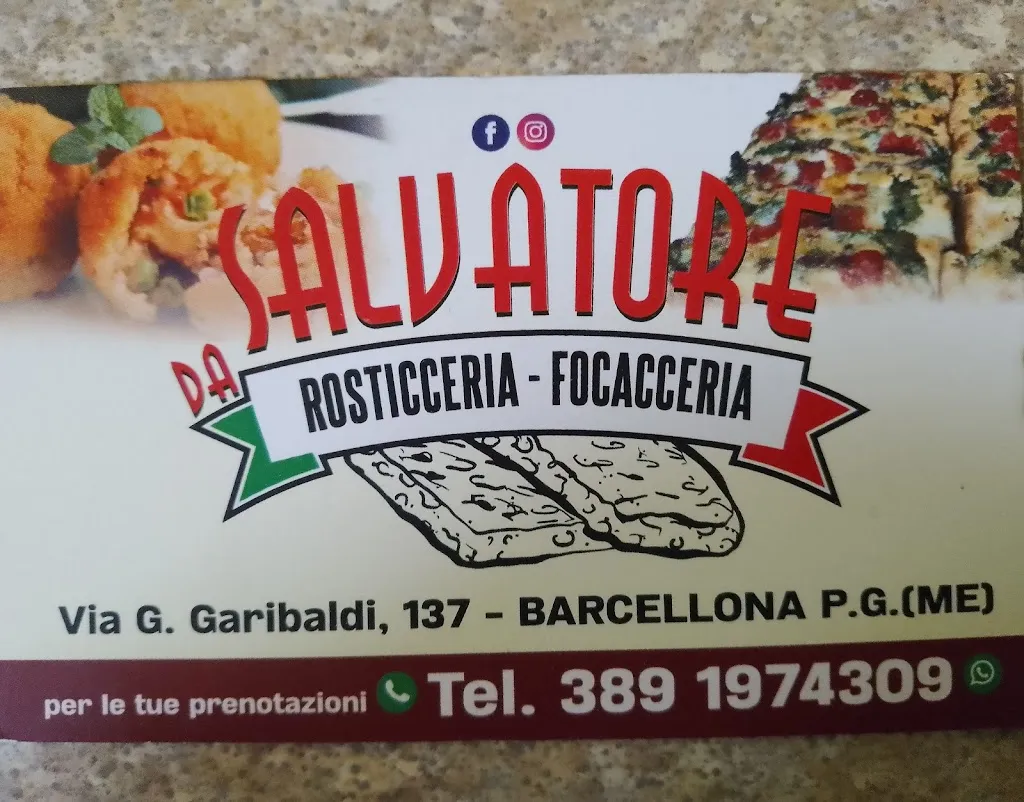 DA SALVATORE
ROSTICCERIA - FOCACCERIA
Via G. Garibaldi, 137 - BARCELLONA P.G.(ME)
per le tue prenotazioni Tel. 389 1974309